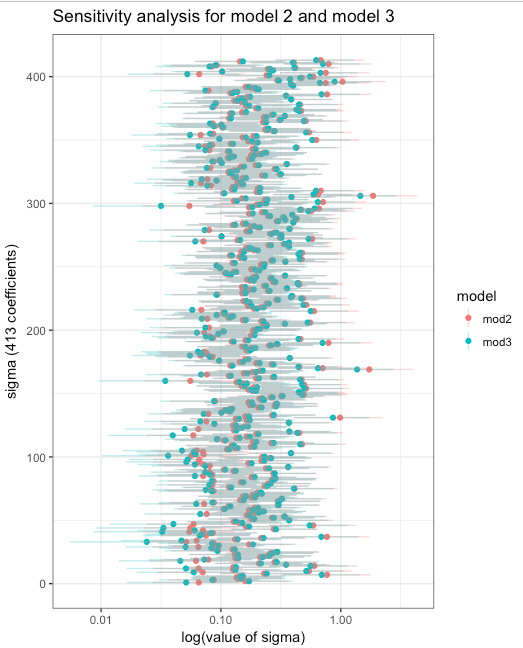 Sensitivity analysis for model 2 and model 3
400
300
200
100
0
sigma (413 coefficients)
0.01
0.10
1.00
log(value of sigma)
model
mod2
mod3